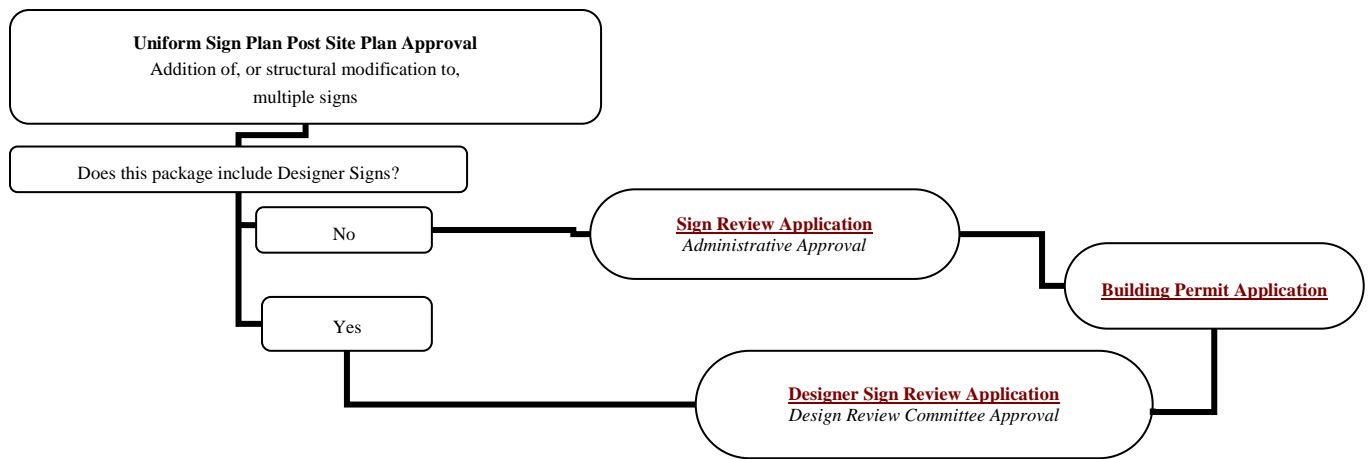 Uniform Sign Plan Post Site Plan Approval
Addition of, or structural modification to,
multiple signs
Does this package include Designer Signs?
No
Sign Review Application
Administrative Approval
Building Permit Application
Yes
Designer Sign Review Application
Design Review Committee Approval